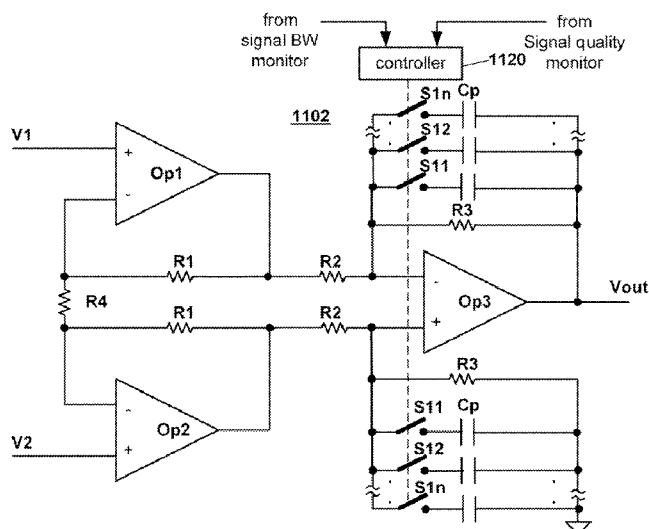 from
signal BW
monitor
from
Signal quality
monitor
controller
1120
1102
S1n
Cp
S12
S11
V1
+
Op1
-
R3
R1
R2
R4
-
Op3
+
Vout
R1
R2
R3
-
Op2
+
V2
S11
Cp
S12
S1n